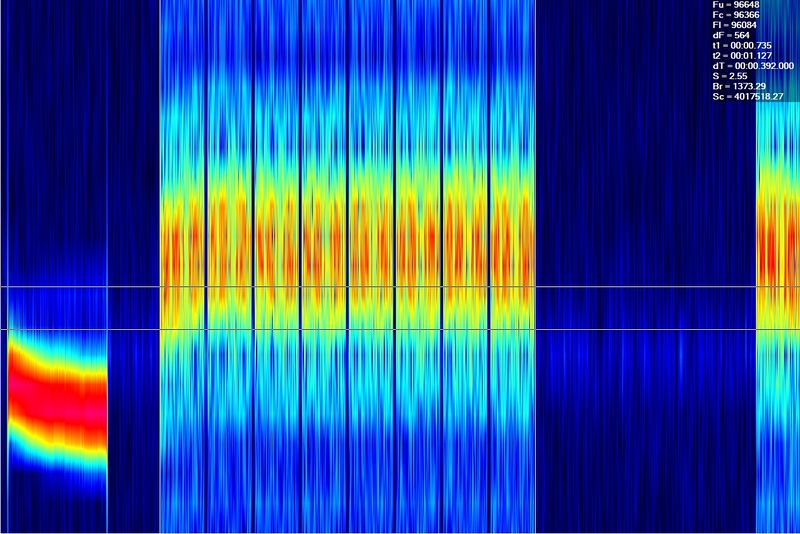 Fu = 96648
Fc = 96366
Fl = 96084
dF = 564
t1 = 00:00.735
t2 = 00:01.127
dT = 00:00.392.000
S = 2.55
Br = 1373.29
Sc = 4017518.27